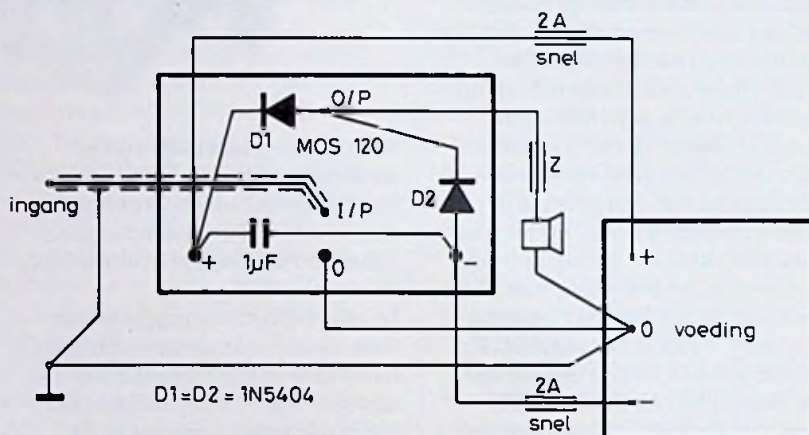 2A
snel
O/P
D1
MOS 120
Z
D2
ingang
I/P
+
1µF
0
-
+
0 voeding
D1=D2= 1N5404
2A
-
snel